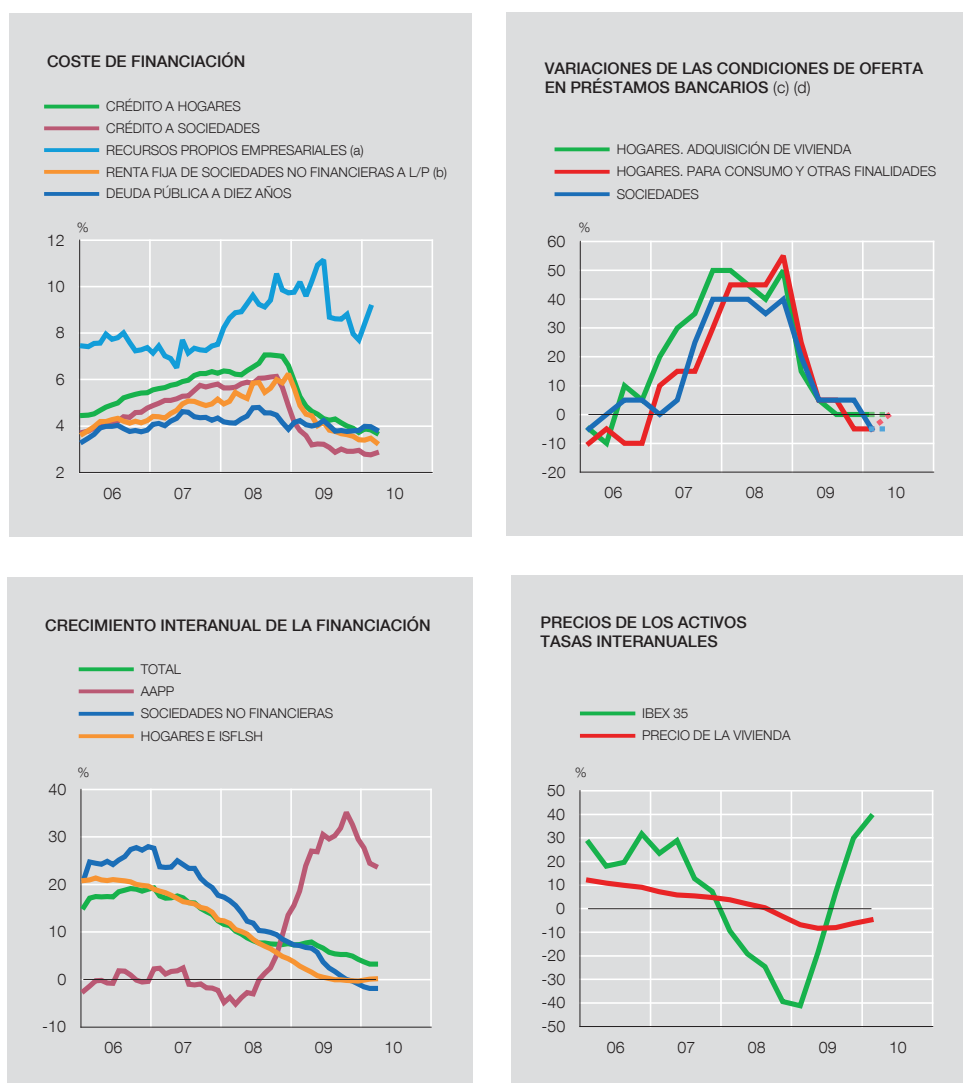 COSTE DE FINANCIACIÓN
CRÉDITO A HOGARES
CRÉDITO A SOCIEDADES
RECURSOS PROPIOS EMPRESARIALES (a)
RENTA FIJA DE SOCIEDADES NO FINANCIERAS A L/P (b)
DEUDA PÚBLICA A DIEZ AÑOS
%
12
10
8
6
4
2
06 07 08 09 10
VARIACIONES DE LAS CONDICIONES DE OFERTA
EN PRÉSTAMOS BANCARIOS (c) (d)
HOGARES. ADQUISICIÓN DE VIVIENDA
HOGARES. PARA CONSUMO Y OTRAS FINALIDADES
SOCIEDADES
%
60
50
40
30
20
10
0
-10
-20
06 07 08 09 10
CRECIMIENTO INTERANUAL DE LA FINANCIACIÓN
TOTAL
AAPP
SOCIEDADES NO FINANCIERAS
HOGARES E ISFLSH
%
40
30
20
10
0
-10
06 07 08 09 10
PRECIOS DE LOS ACTIVOS
TASAS INTERANUALES
IBEX 35
PRECIO DE LA VIVIENDA
%
50
40
30
20
10
0
-10
-20
-30
-40
-50
06 07 08 09 10